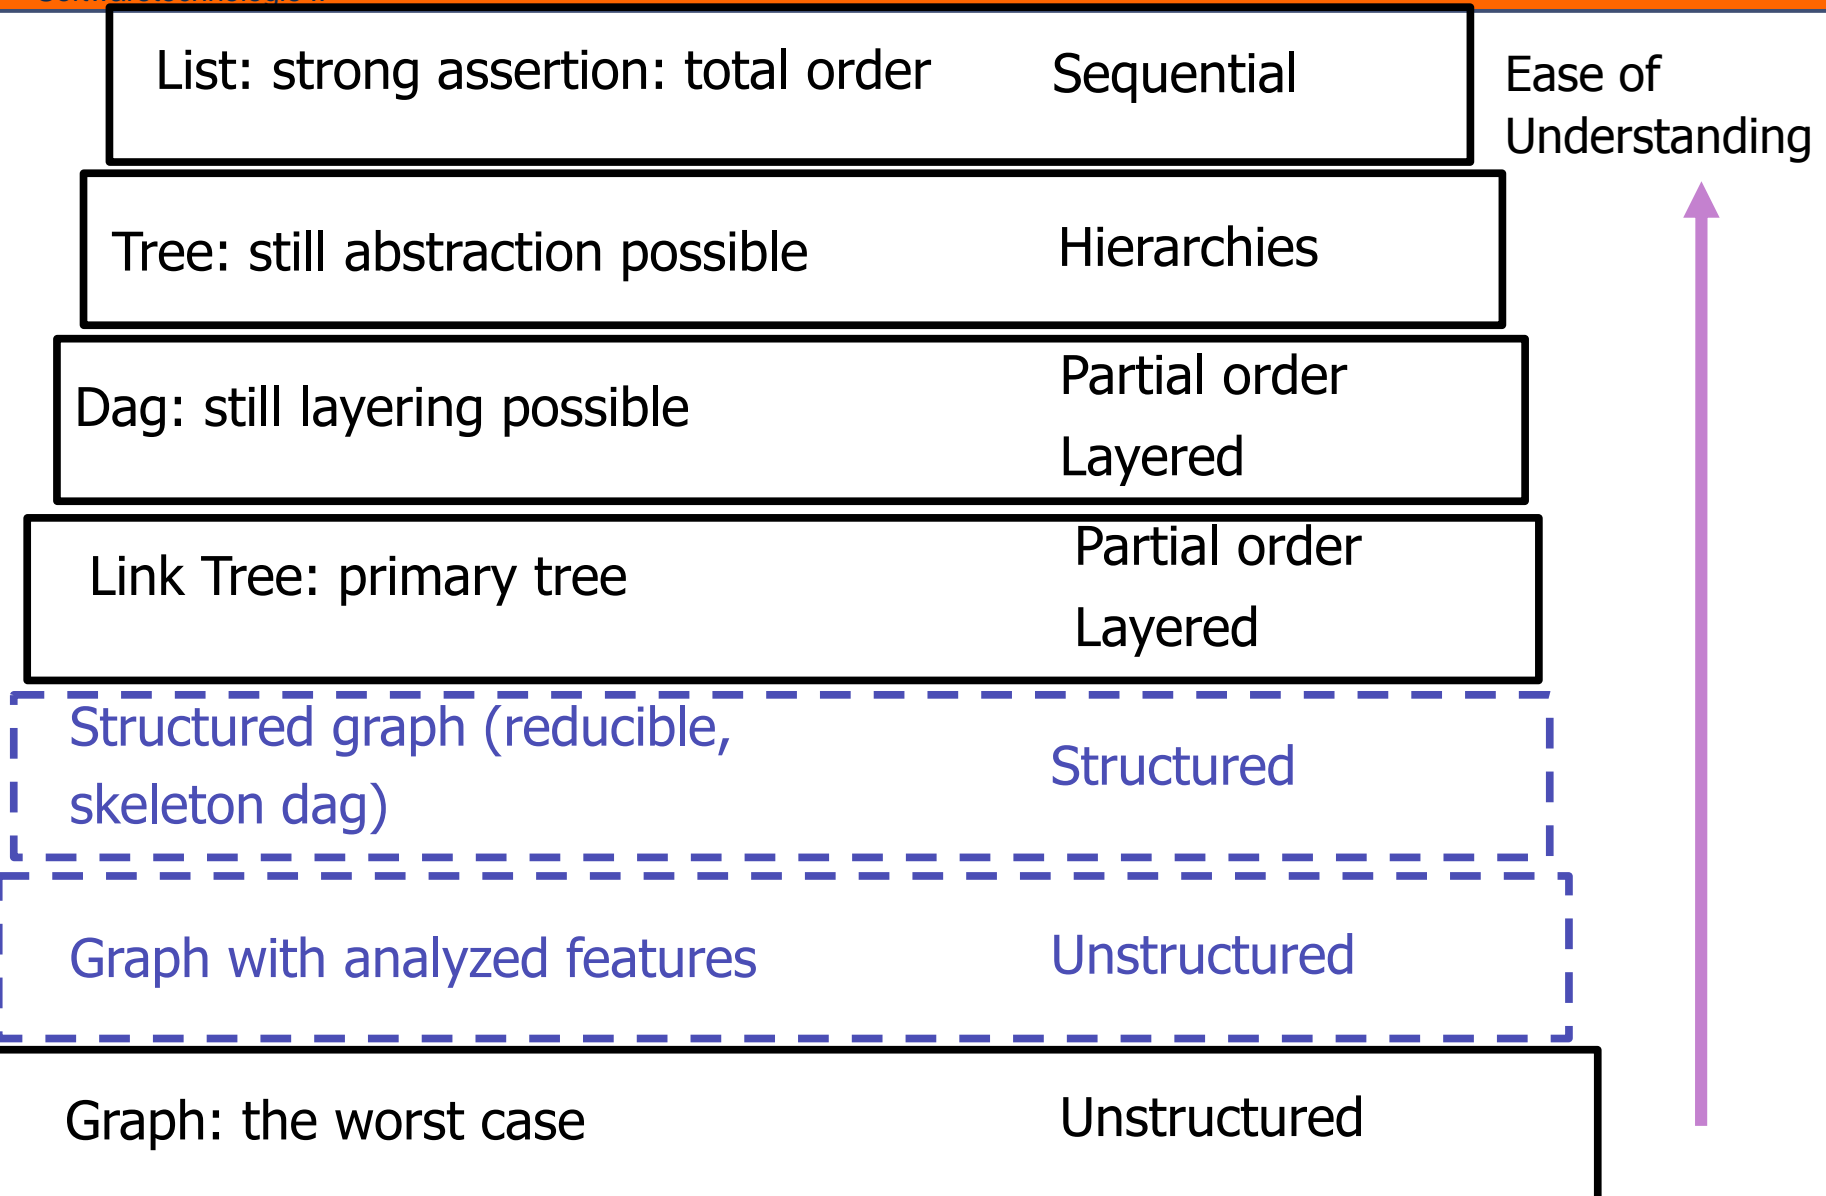 List: strong assertion: total order Sequential
Ease of
Understanding
Tree: still abstraction possible Hierarchies
Dag: still layering possible
Partial order
Layered
Link Tree: primary tree
Partial order
Layered
Structured graph (reducible,
skeleton dag)
Structured
Graph with analyzed features Unstructured
Graph: the worst case Unstructured